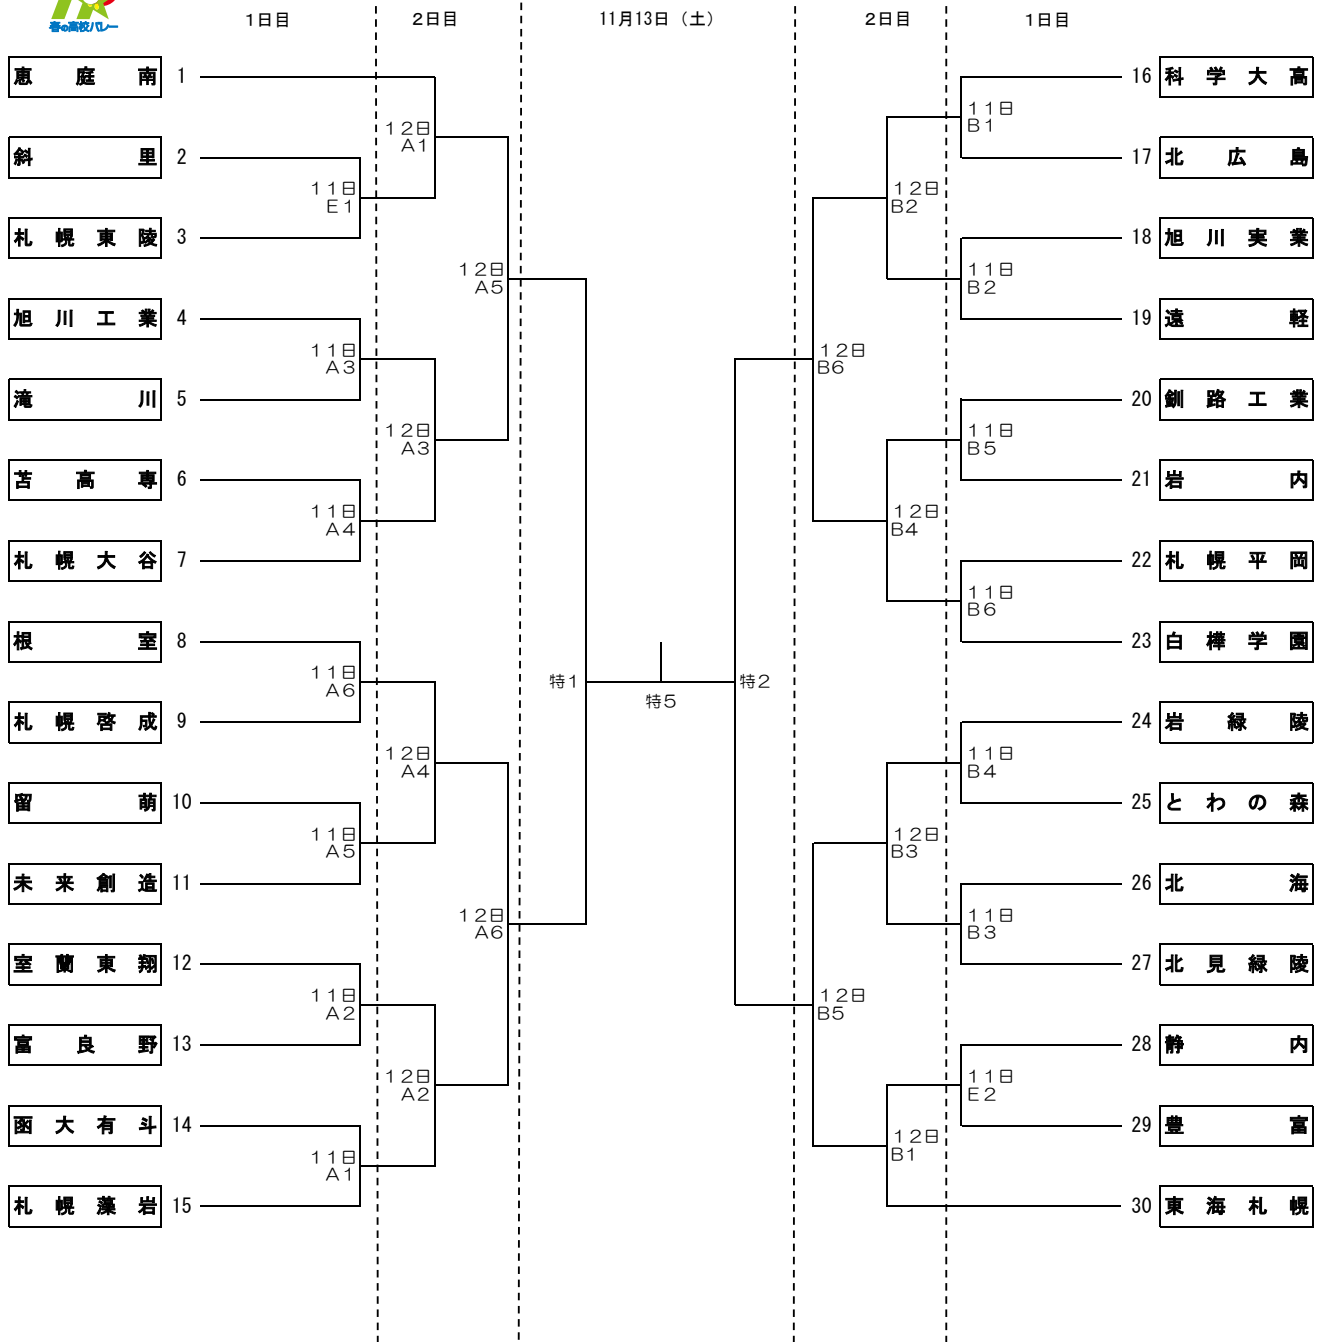 春の高校バレー
1日目 2日目 11月13日（土） 2日目 1日目
恵庭南 1
斜里 2
札幌東陵 3
旭川工業 4
滝川 5
苫高専 6
札幌大谷 7
根室 8
札幌啓成 9
留萌 10
未来創造 11
室蘭東翔 12
富良野 13
函大有斗 14
札幌藻岩 15
11日
E1
11日
A3
11日
A4
11日
A6
11日
A5
11日
A2
11日
A1
12日
A1
12日
A3
12日
A4
12日
A2
12日
A5
12日
A6
特1
特5
特2
12日
B6
12日
B5
12日
B2
12日
B4
12日
B3
12日
B1
11日
B1
11日
B2
11日
B5
11日
B6
11日
B4
11日
B3
11日
E2
16 科学大高
17 北広島
18 旭川実業
19 遠軽
20 釧路工業
21 岩内
22 札幌平岡
23 白樺学園
24 岩緑陵
25 とわの森
26 北海
27 北見緑陵
28 静内
29 豊富
30 東海札幌